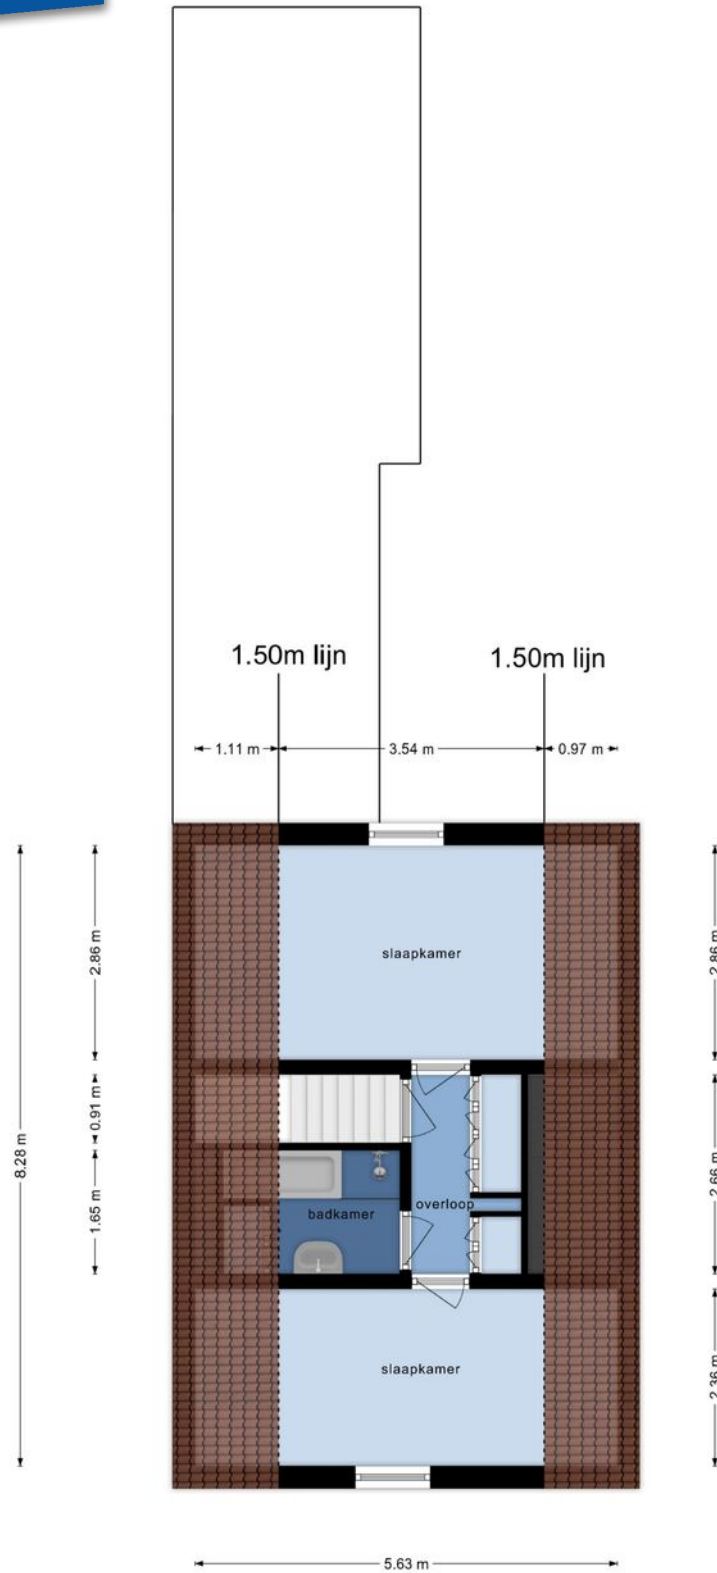 1.50m lijn
1.50m lijn
1.11 m
3.54 m
0.97 m
2.86 m
2.86 m
slaapkamer
0.91 m
8.28 m
2.66 m
1.65 m
overloop
badkamer
slaapkamer
2.36 m
5.63 m